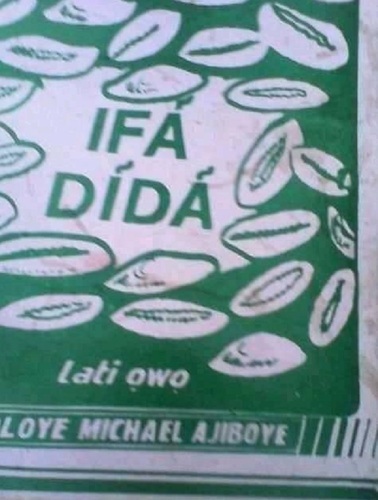 IFÁ
DÍDÁ
Lati ọwọ
LOYE MICHAEL AJIBOYE